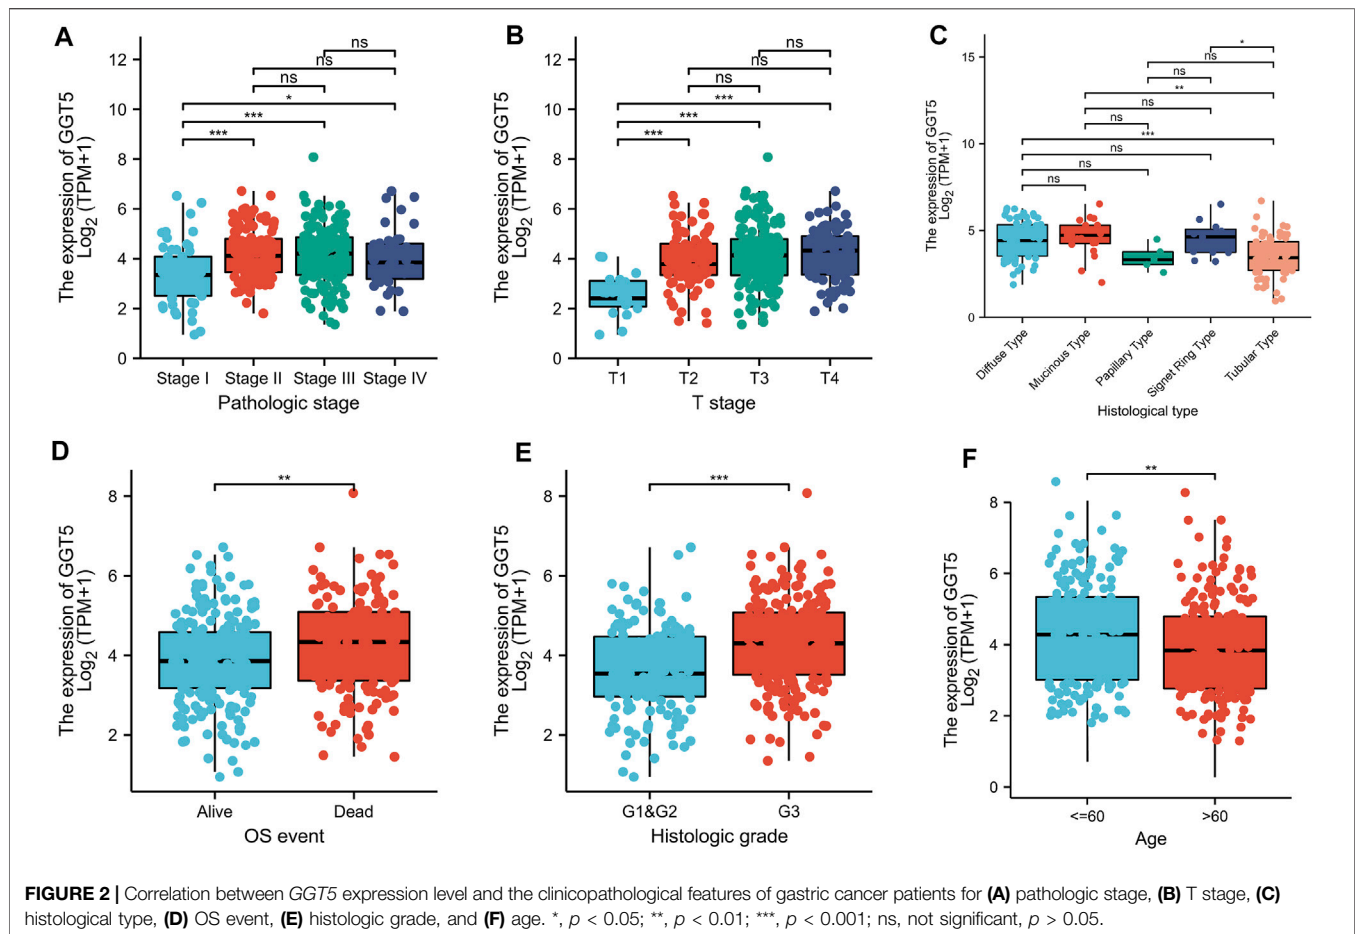 A
The expression of GGT5
Log2 (TPM+1)
12
10
8
6
4
2
0
ns
ns
ns
*
***
***
Stage I Stage II Stage III Stage IV
Pathologic stage
B
The expression of GGT5
Log2 (TPM+1)
12
10
8
6
4
2
0
ns
ns
ns
***
***
***
T1 T2 T3 T4
T stage
C
The expression of GGT5
Log2 (TPM+1)
15
10
5
0
*
ns
ns
**
ns
ns
***
ns
ns
ns
Diffuse Type
Mucinous Type
Papillary Type
Signet Ring Type
Tubular Type
Histological type
D
The expression of GGT5
Log2 (TPM+1)
8
6
4
2
**
Alive Dead
OS event
E
The expression of GGT5
Log2 (TPM+1)
8
6
4
2
***
G1&G2 G3
Histologic grade
F
The expression of GGT5
Log2 (TPM+1)
8
6
4
2
0
**
<=60 >60
Age
FIGURE 2 | Correlation between GGT5 expression level and the clinicopathological features of gastric cancer patients for (A) pathologic stage, (B) T stage, (C)
histological type, (D) OS event, (E) histologic grade, and (F) age. *, p < 0.05; **, p < 0.01; ***, p < 0.001; ns, not significant, p > 0.05.